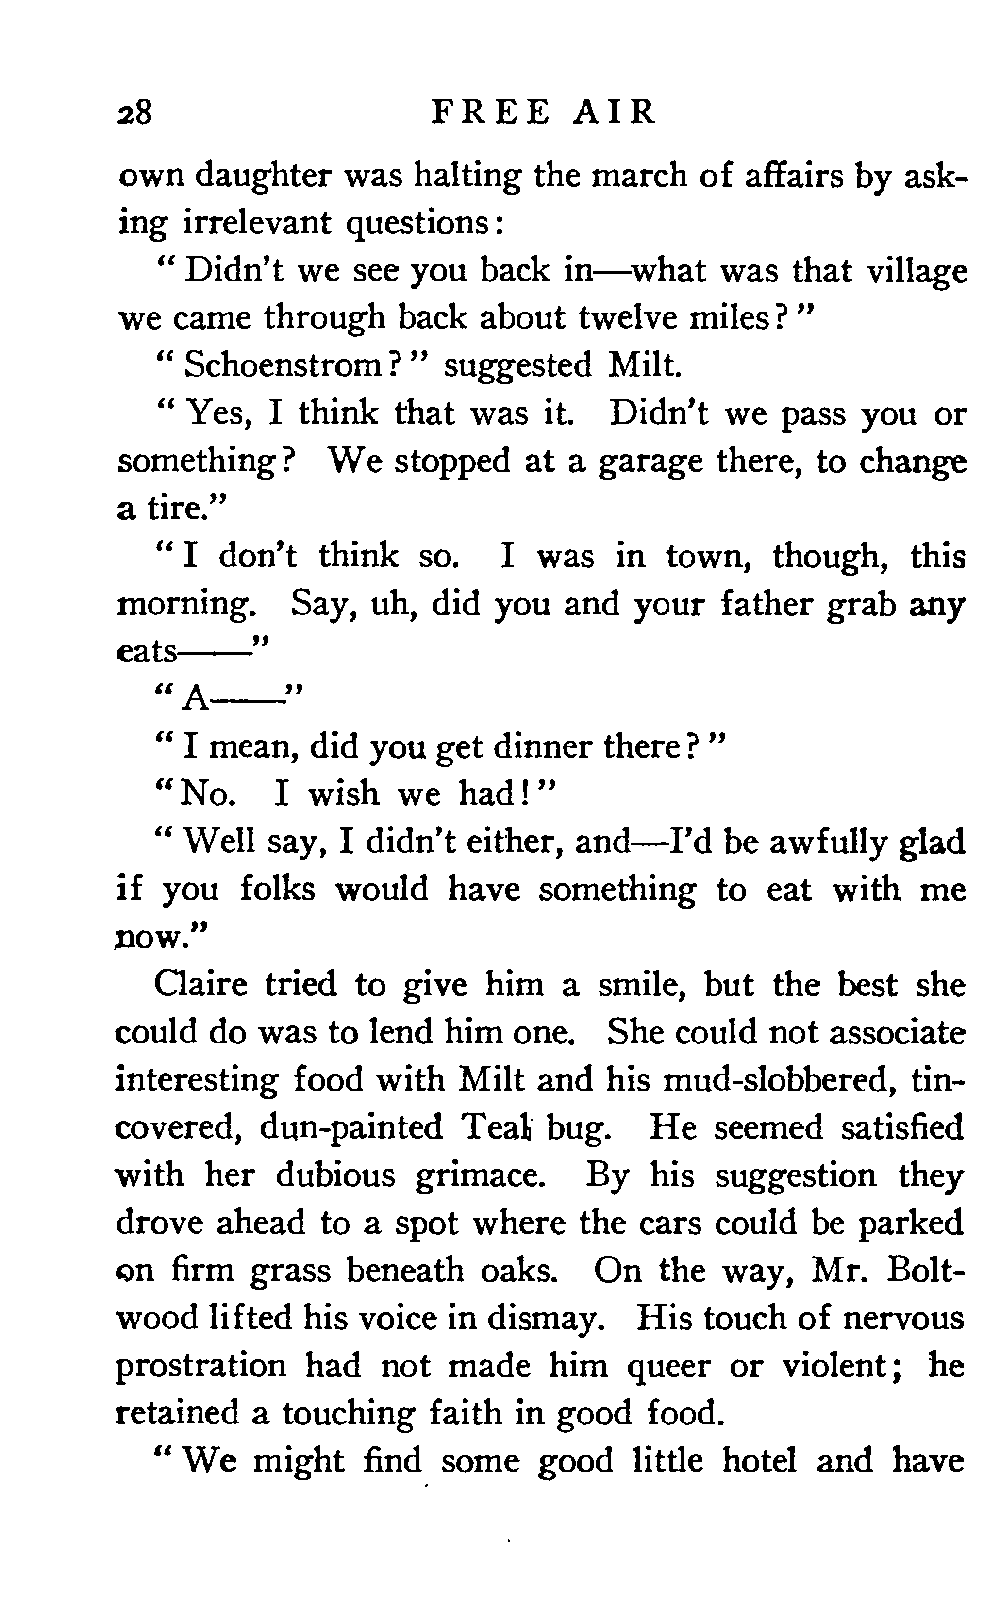 28 FREE AIR
own daughter was halting the march of affairs by ask-
ing irrelevant questions:
"Didn't we see you back in—what was that village
we came through back about twelve miles?"
"Schoenstrom?" suggested Milt.
"Yes, I think that was it. Didn't we pass you or
something? We stopped at a garage there, to change
a tire."
"I don't think so. I was in town, though, this
morning. Say, uh, did you and your father grab any
eats——"
"A——"
"I mean, did you get dinner there?"
"No. I wish we had!"
"Well say, I didn't either, and—I'd be awfully glad
if you folks would have something to eat with me
now."
Claire tried to give him a smile, but the best she
could do was to lend him one. She could not associate
interesting food with Milt and his mud-slobbered, tin-
covered, dun-painted Teal bug. He seemed satisfied
with her dubious grimace. By his suggestion they
drove ahead to a spot where the cars could be parked
on firm grass beneath oaks. On the way, Mr. Bolt-
wood lifted his voice in dismay. His touch of nervous
prostration had not made him queer or violent; he
retained a touching faith in good food.
"We might find some good little hotel and have